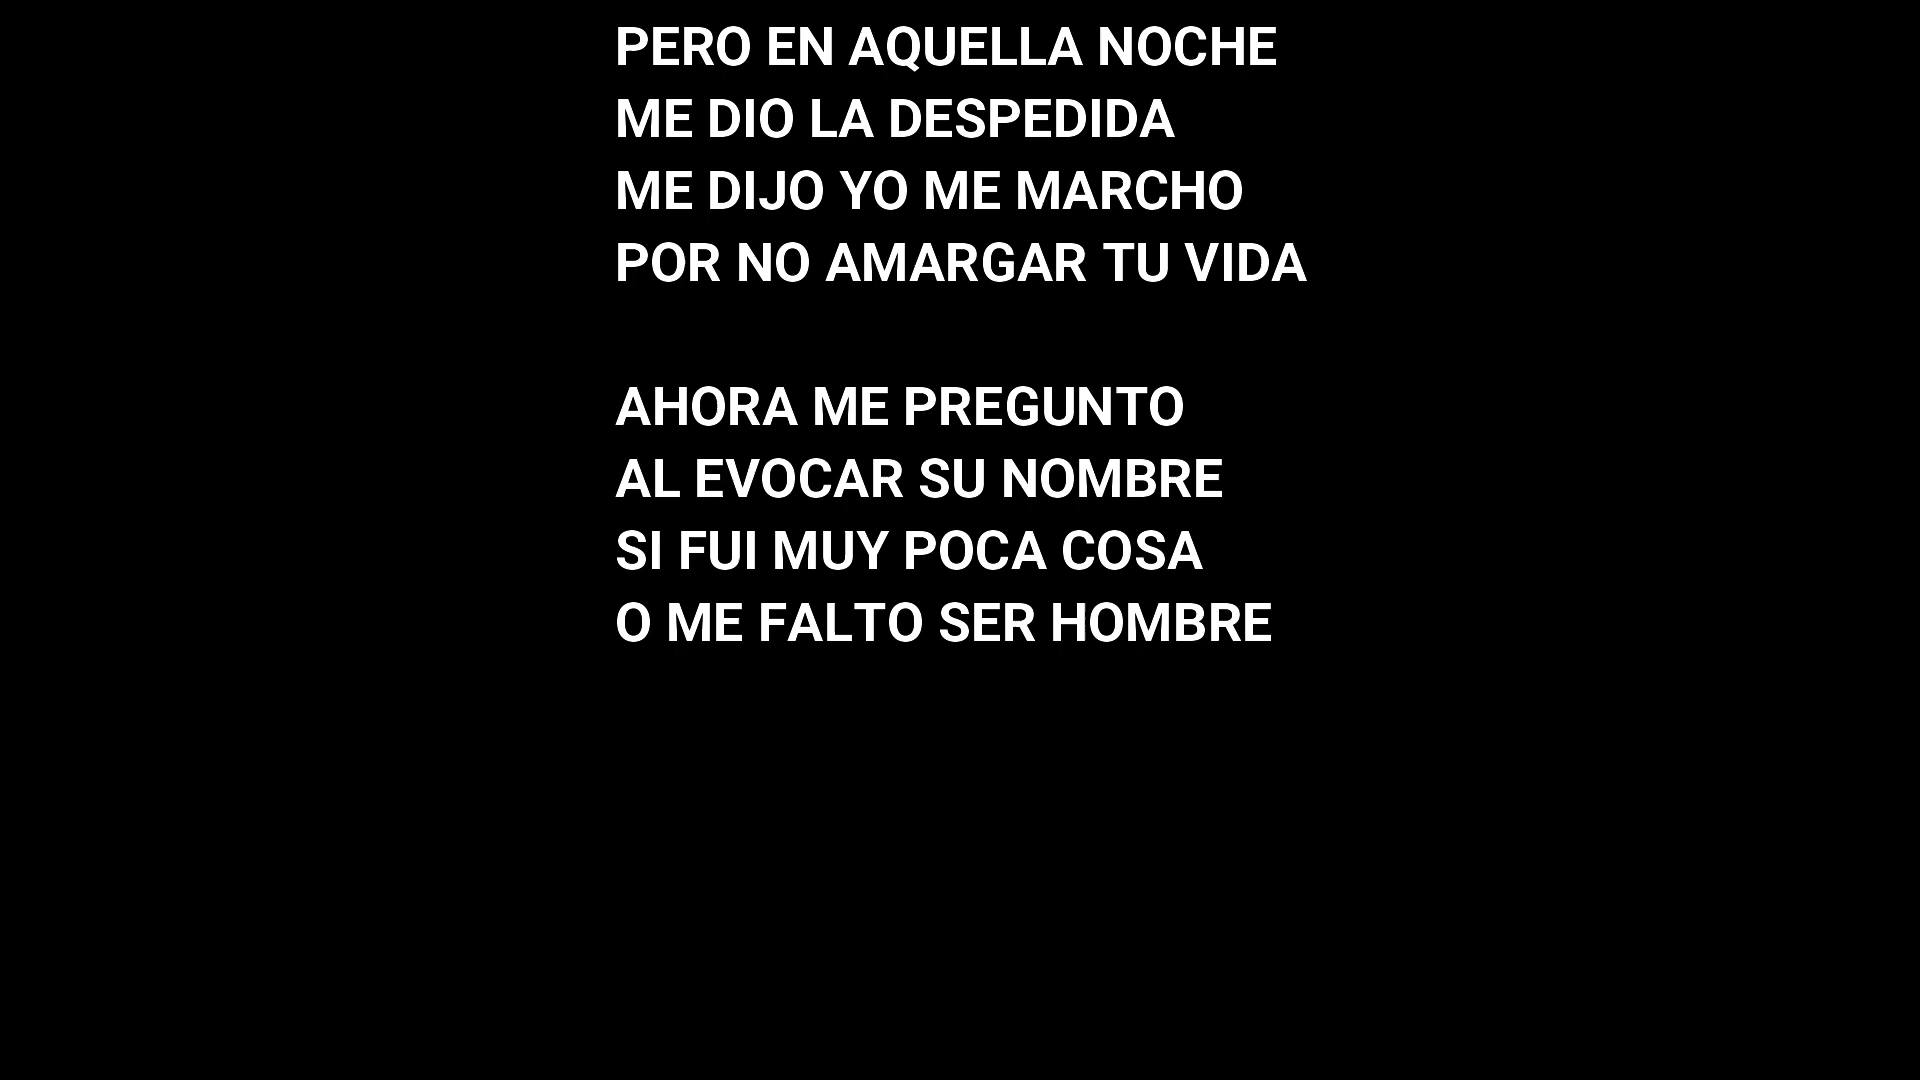 PERO EN AQUELLA NOCHE
ME DIO LA DESPEDIDA
ME DIJO YO ME MARCHO
POR NO AMARGAR TU VIDA
AHORA ME PREGUNTO
AL EVOCAR SU NOMBRE
SI FUI MUY POCA COSA
O ME FALTO SER HOMBRE